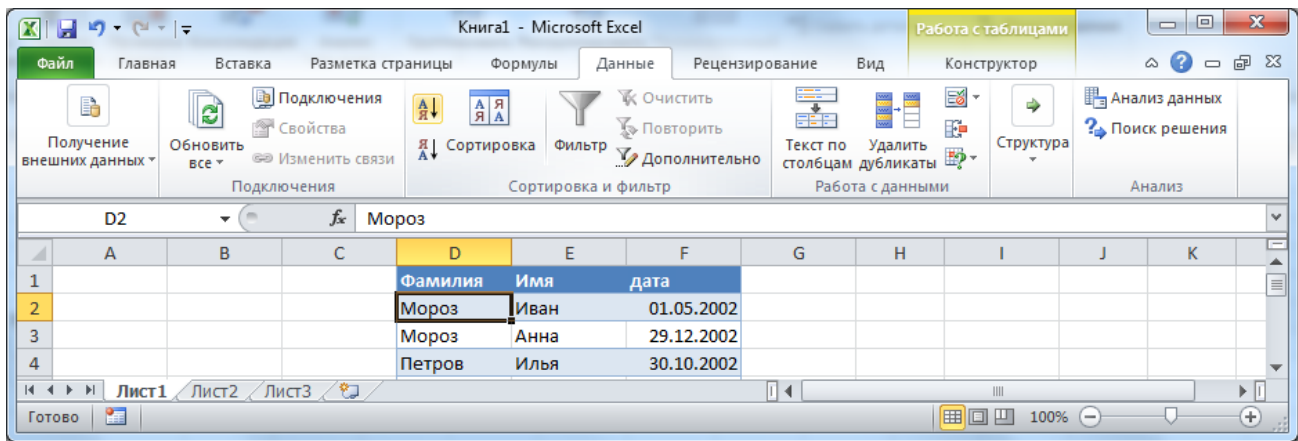 Книга1 - Microsoft Excel
Работа с таблицами
Файл Главная Вставка Разметка страницы Формулы Данные Рецензирование Вид Конструктор
Получение внешних данных
Обновить все
Подключения
Свойства
Изменить связи
Подключения
А Я
Я А
А Я Я А
Сортировка
Фильтр
Очистить
Повторить
Дополнительно
Сортировка и фильтр
Текст по столбцам
Удалить дубликаты
Работа с данными
Структура
Анализ данных
Поиск решения
Анализ
D2 fx Мороз
A B C D E F G H I J K
1 Фамилия Имя дата
2 Мороз Иван 01.05.2002
3 Мороз Анна 29.12.2002
4 Петров Илья 30.10.2002
Лист1 Лист2 Лист3
Готово 100%